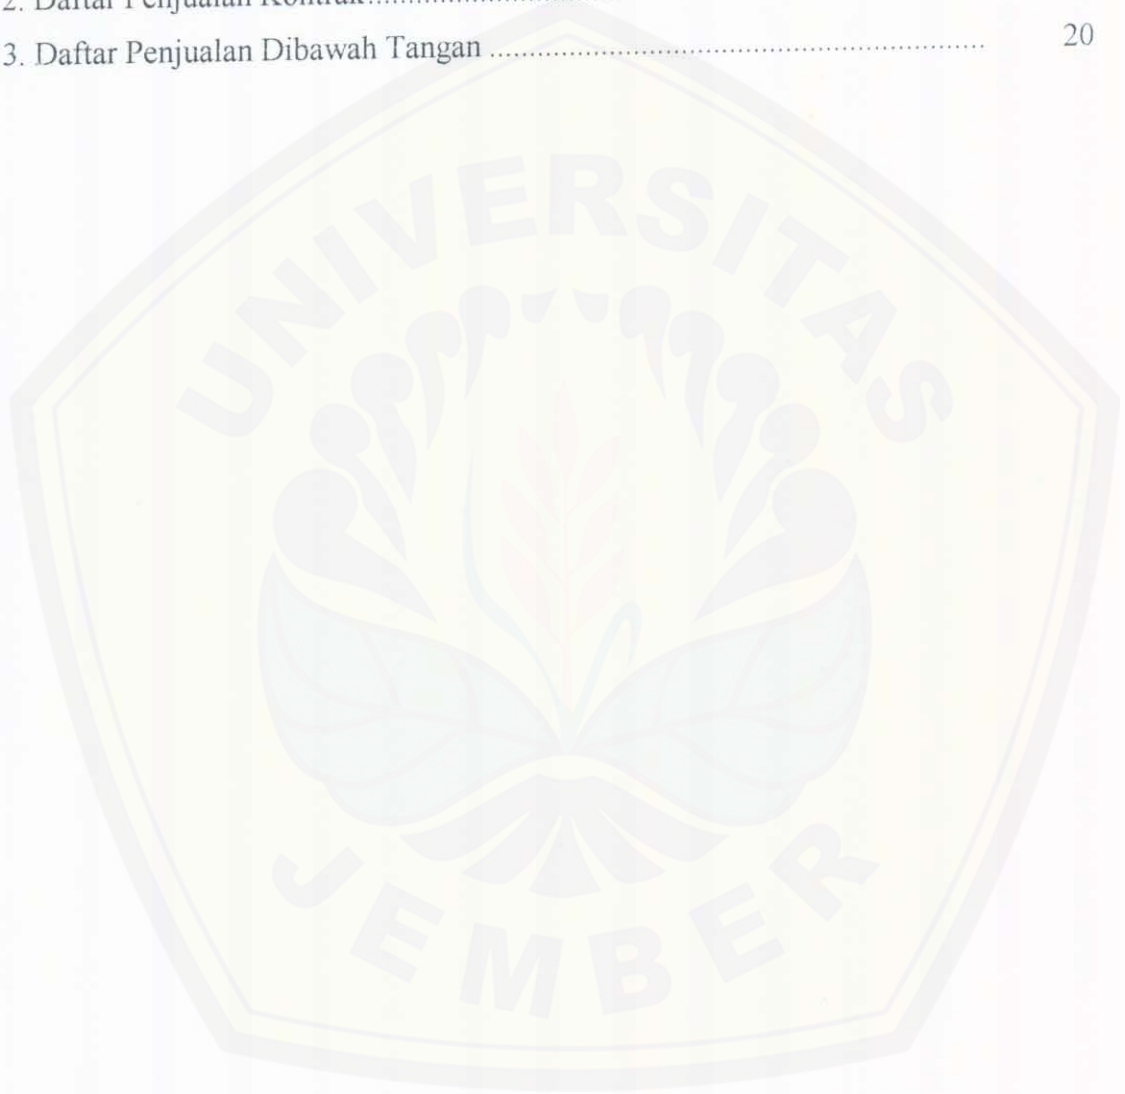 2. Daftar Penjualan Kontrak....................................
3. Daftar Penjualan Dibawah Tangan ............................................................. 20
UNIVERSITAS
JEMBER